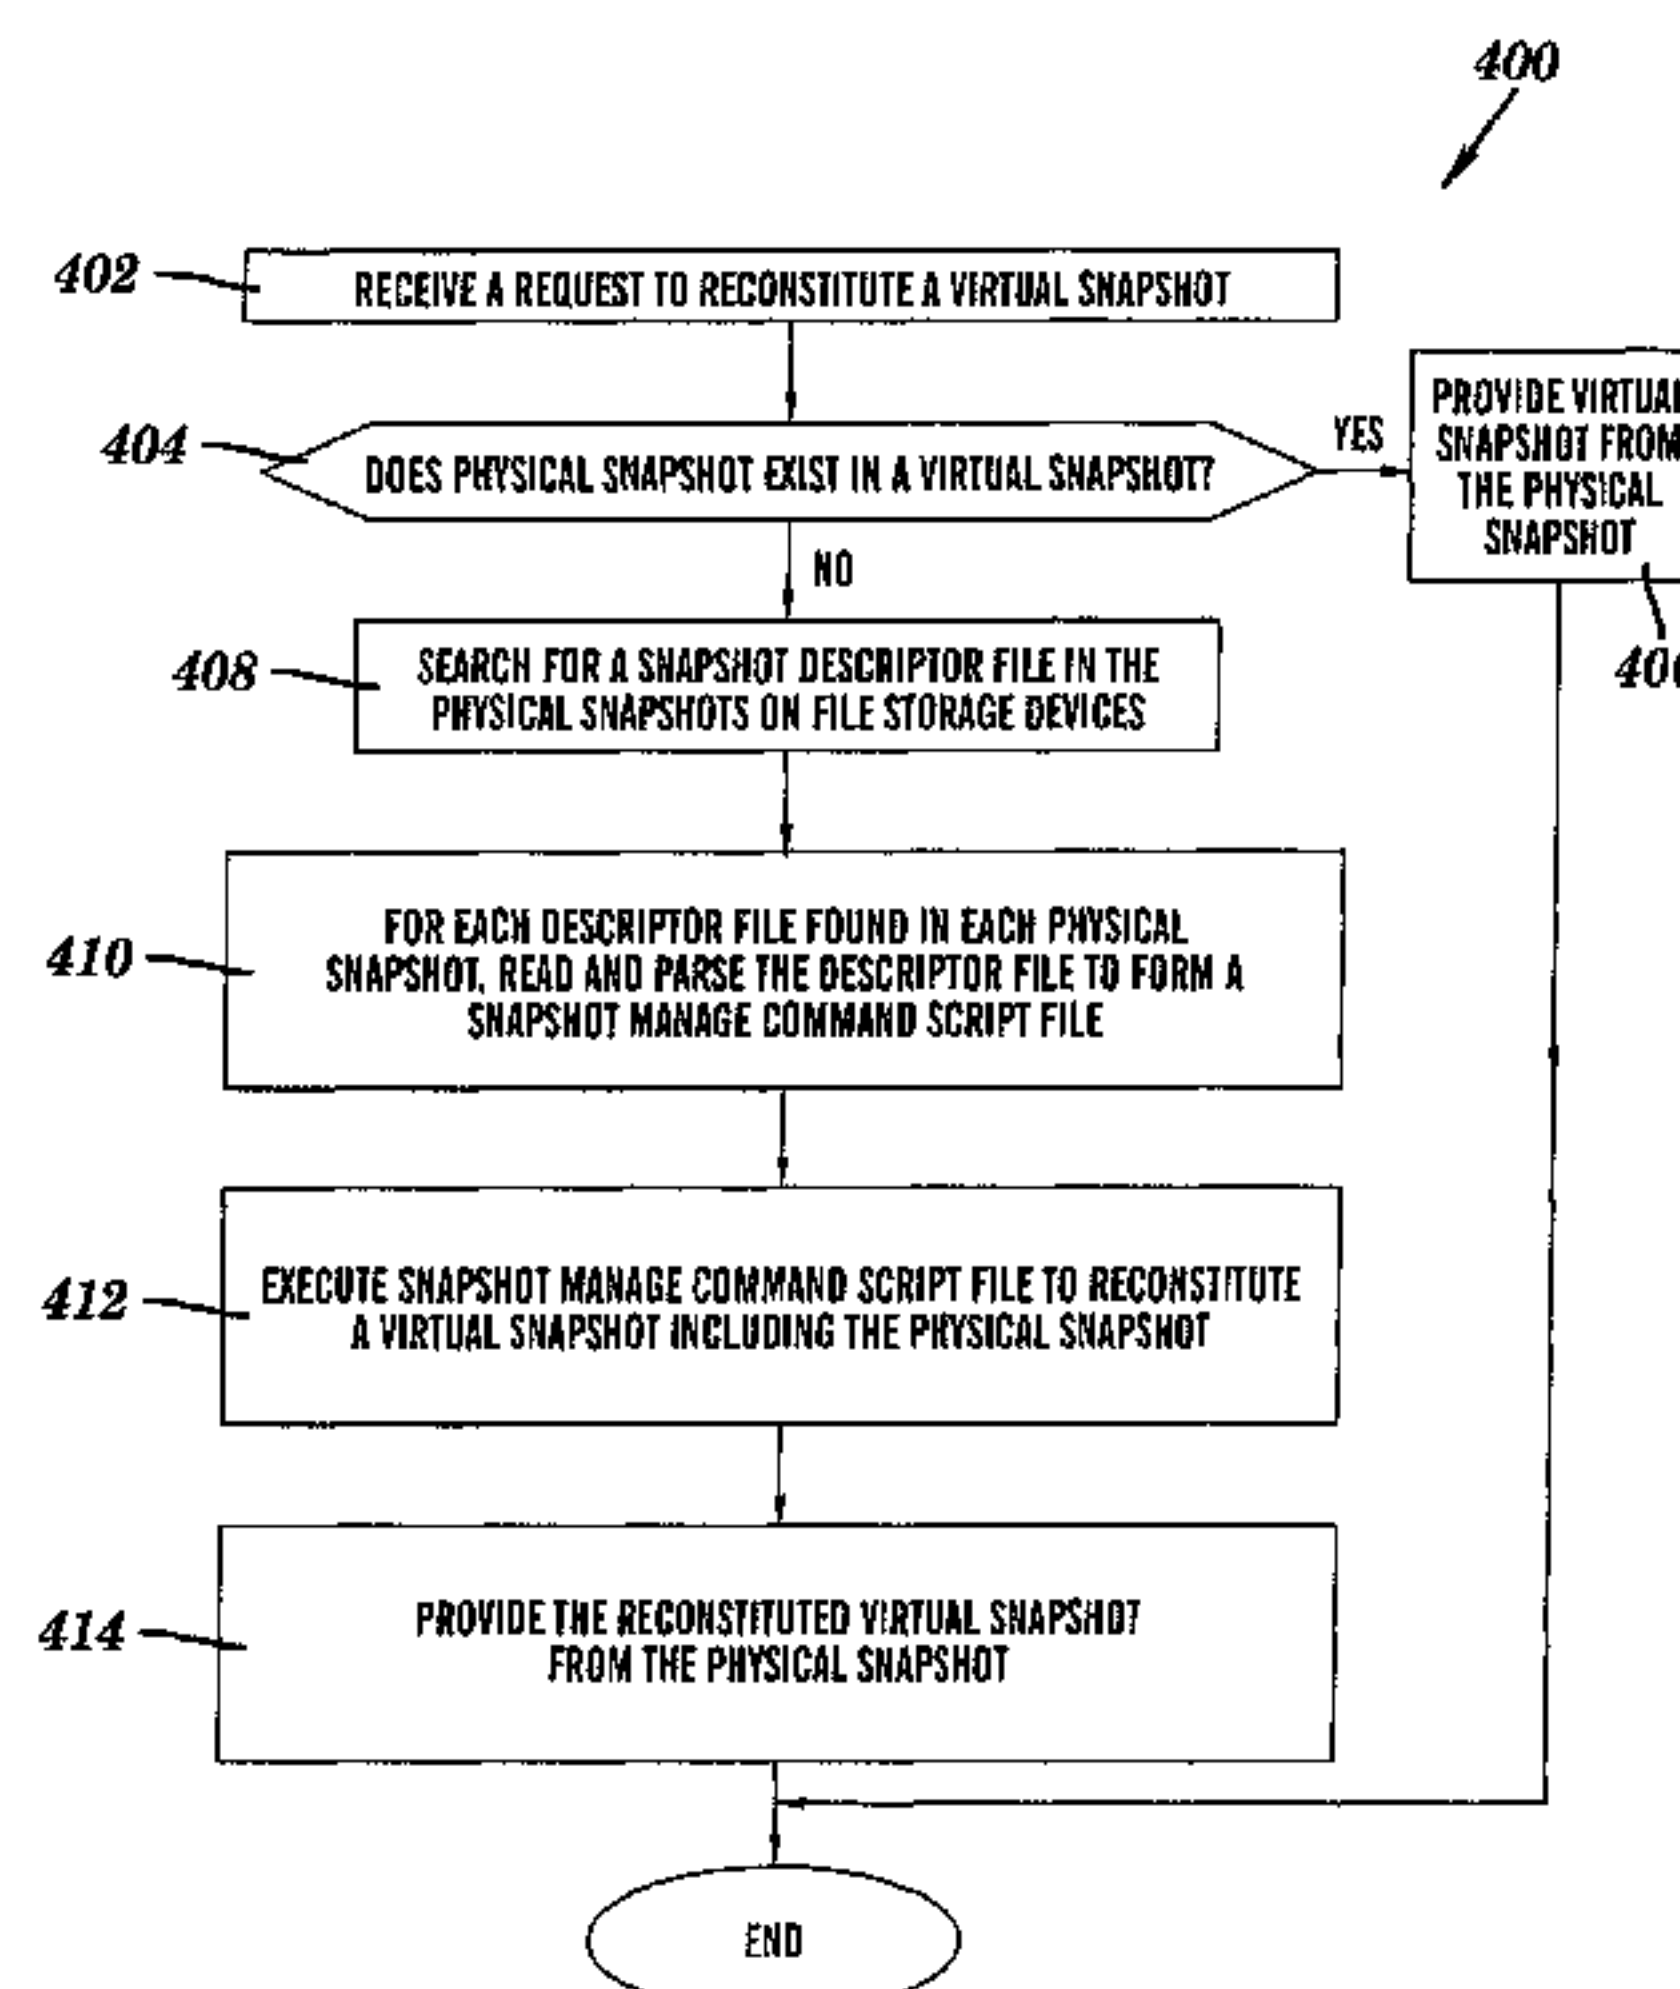 400
402
RECEIVE A REQUEST TO RECONSTITUTE A VIRTUAL SNAPSHOT
404
DOES PHYSICAL SNAPSHOT EXIST IN A VIRTUAL SNAPSHOT?
YES
PROVIDE VIRTUAL
SNAPSHOT FROM
THE PHYSICAL
SNAPSHOT
NO
408
SEARCH FOR A SNAPSHOT DESCRIPTOR FILE IN THE
PHYSICAL SNAPSHOTS ON FILE STORAGE DEVICES
410
FOR EACH DESCRIPTOR FILE FOUND IN EACH PHYSICAL
SNAPSHOT, READ AND PARSE THE DESCRIPTOR FILE TO FORM A
SNAPSHOT MANAGE COMMAND SCRIPT FILE
412
EXECUTE SNAPSHOT MANAGE COMMAND SCRIPT FILE TO RECONSTITUTE
A VIRTUAL SNAPSHOT INCLUDING THE PHYSICAL SNAPSHOT
414
PROVIDE THE RECONSTITUTED VIRTUAL SNAPSHOT
FROM THE PHYSICAL SNAPSHOT
END